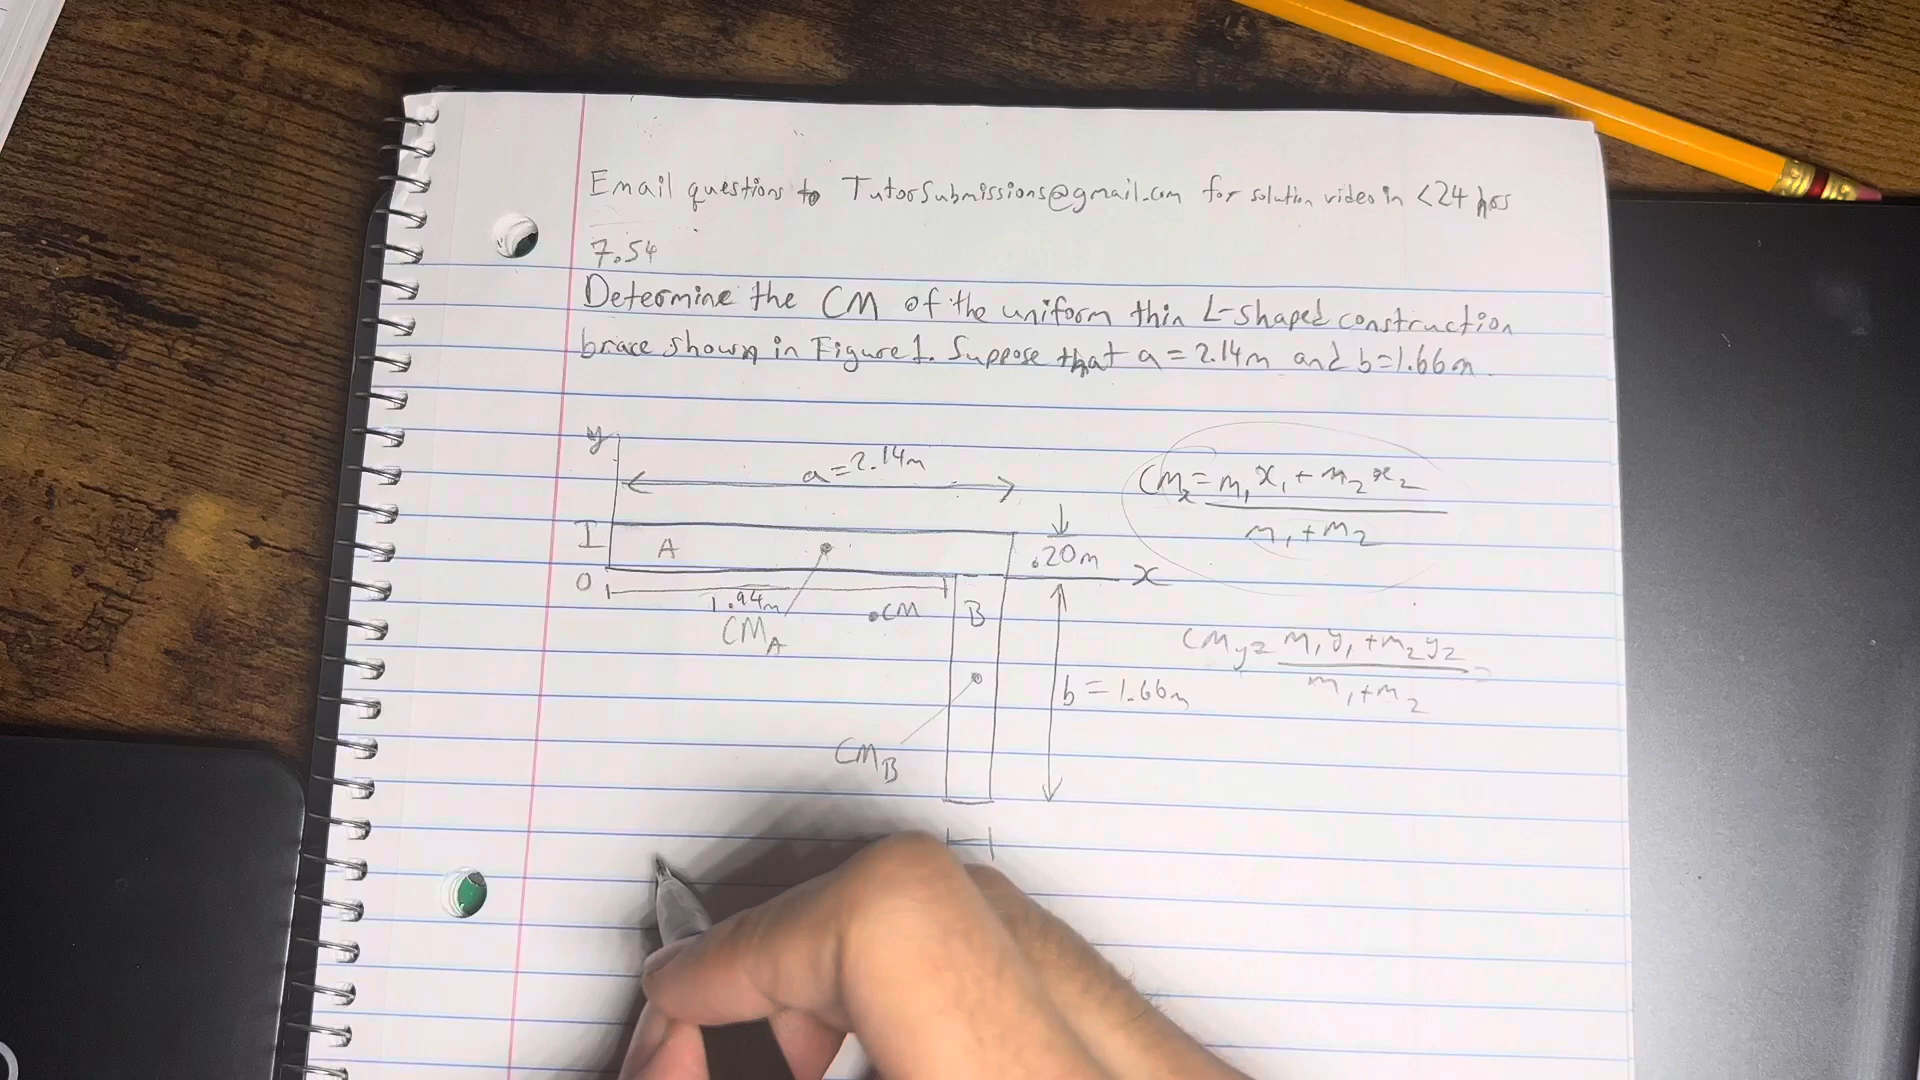 Email questions to TutorSubmissions@gmail.com for solution video in <24 hrs
7.54
Determine the CM of the uniform thin L-shaped construction
brace shown in Figure 1. Suppose that a = 2.14m and b=1.66m.
y
a=2.14m
CMx = m1x1 + m2x2
m1 + m2
I
A
.20m
x
O
1.94m
.CM
B
CMA
CMy = m1y1 + m2y2 =
m1 + m2
b = 1.66m
CMB